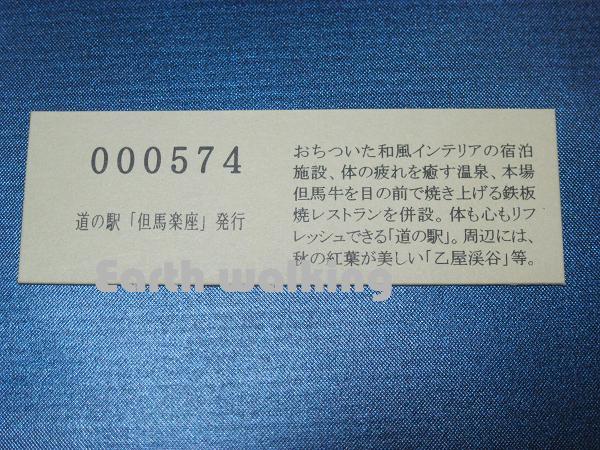 000574
道の駅「但馬楽座」発行
おちついた和風インテリアの宿泊
施設、体の疲れを癒す温泉、本場
但馬牛を目の前で焼き上げる鉄板
焼レストランを併設。体も心もリフ
レッシュできる「道の駅」。周辺には、
秋の紅葉が美しい「乙屋渓谷」等。
Earth walking